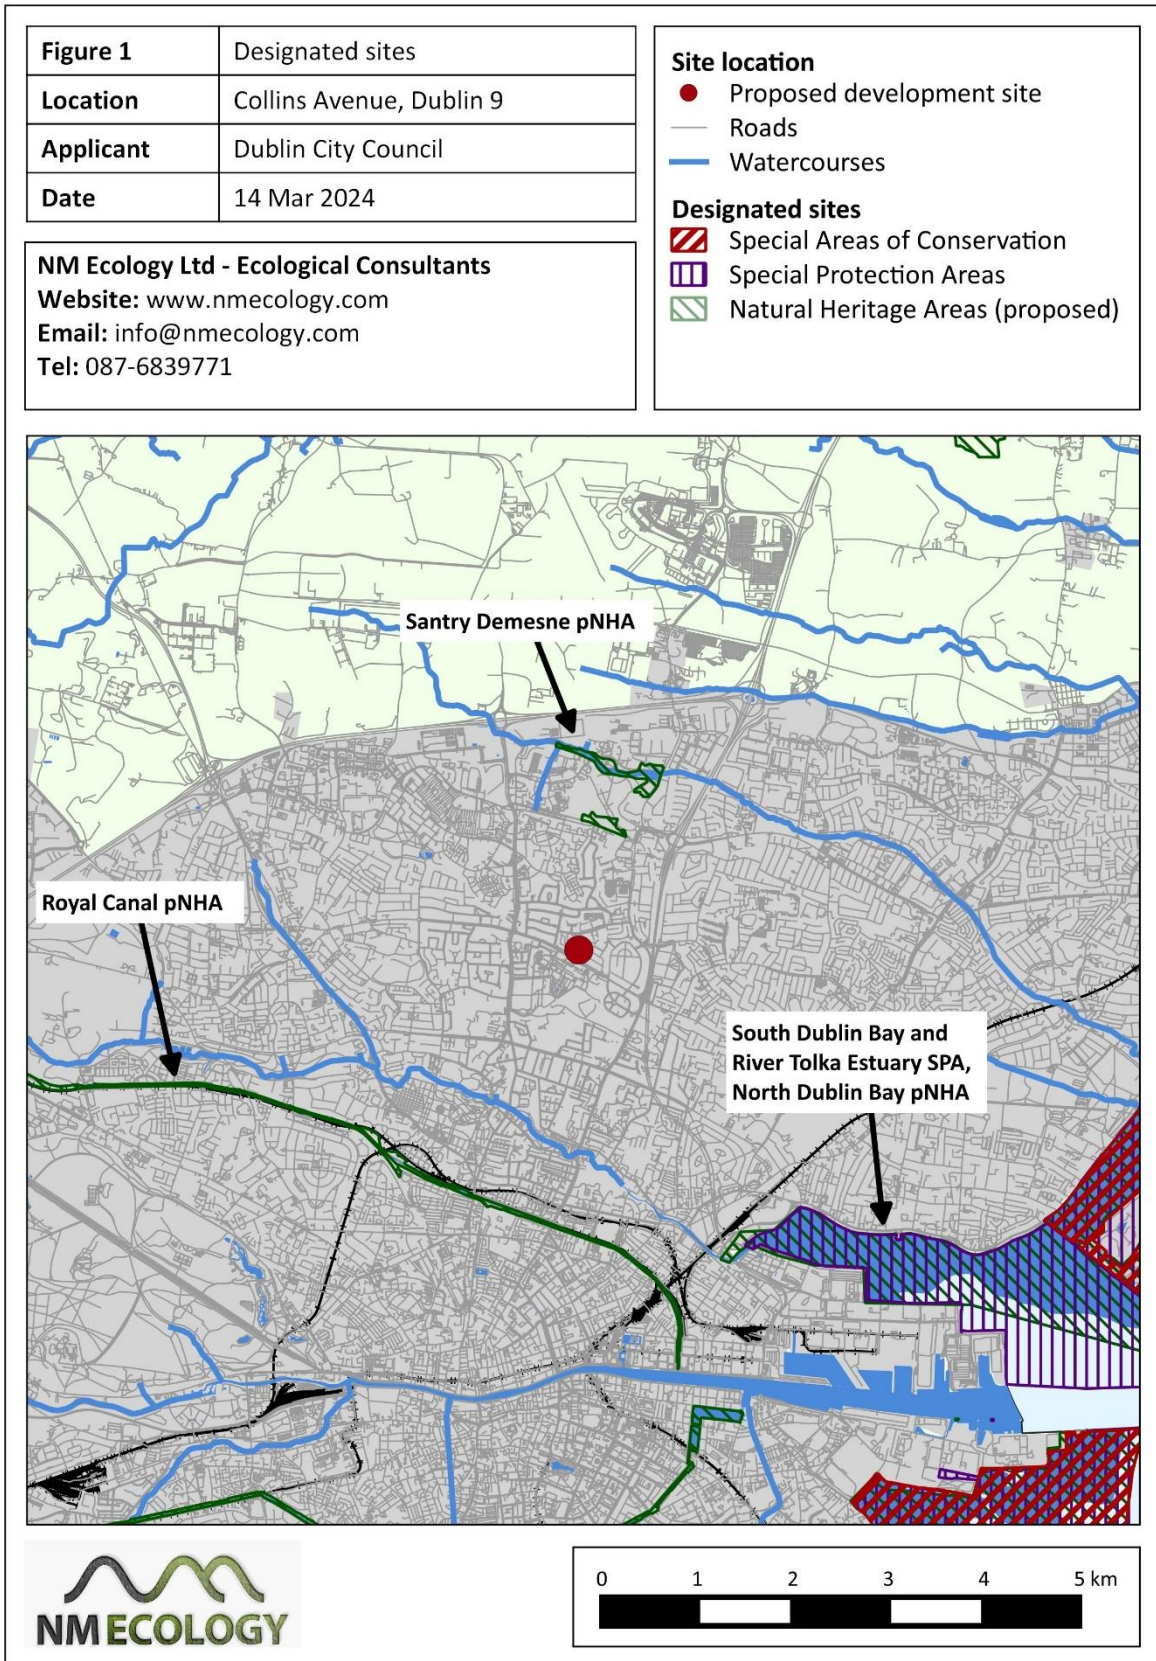 Figure 1 Designated sites
Location Collins Avenue, Dublin 9
Applicant Dublin City Council
Date 14 Mar 2024
NM Ecology Ltd - Ecological Consultants
Website: www.nmecology.com
Email: info@nmecology.com
Tel: 087-6839771
Site location
Proposed development site
Roads
Watercourses
Designated sites
Special Areas of Conservation
Special Protection Areas
Natural Heritage Areas (proposed)
Santry Demesne pNHA
Royal Canal pNHA
South Dublin Bay and
River Tolka Estuary SPA,
North Dublin Bay pNHA
NM ECOLOGY
0 1 2 3 4 5 km